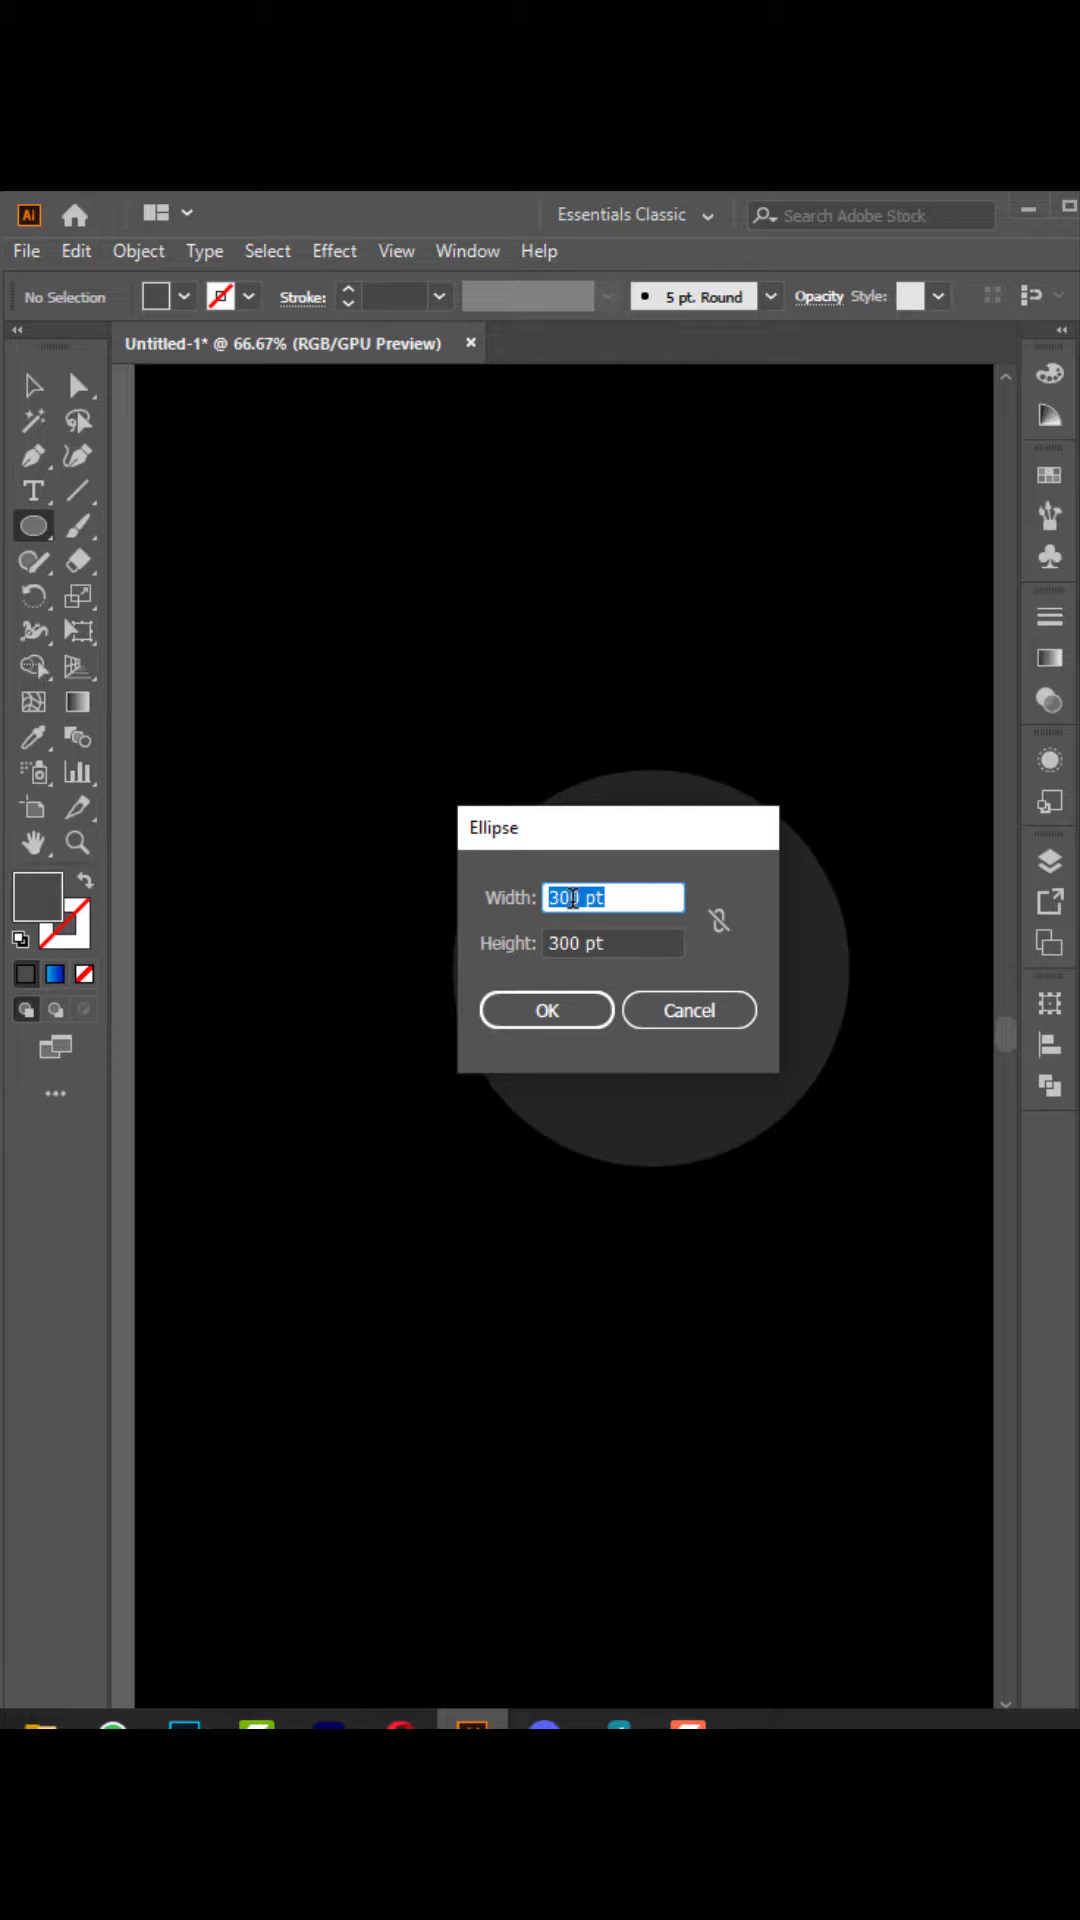 Ai
Essentials Classic
Search Adobe Stock
File Edit Object Type Select Effect View Window Help
No Selection Stroke: 5 pt. Round Opacity Style:
Untitled-1* @ 66.67% (RGB/GPU Preview) ×
T
Ellipse
Width: 300 pt
Height: 300 pt
OK Cancel